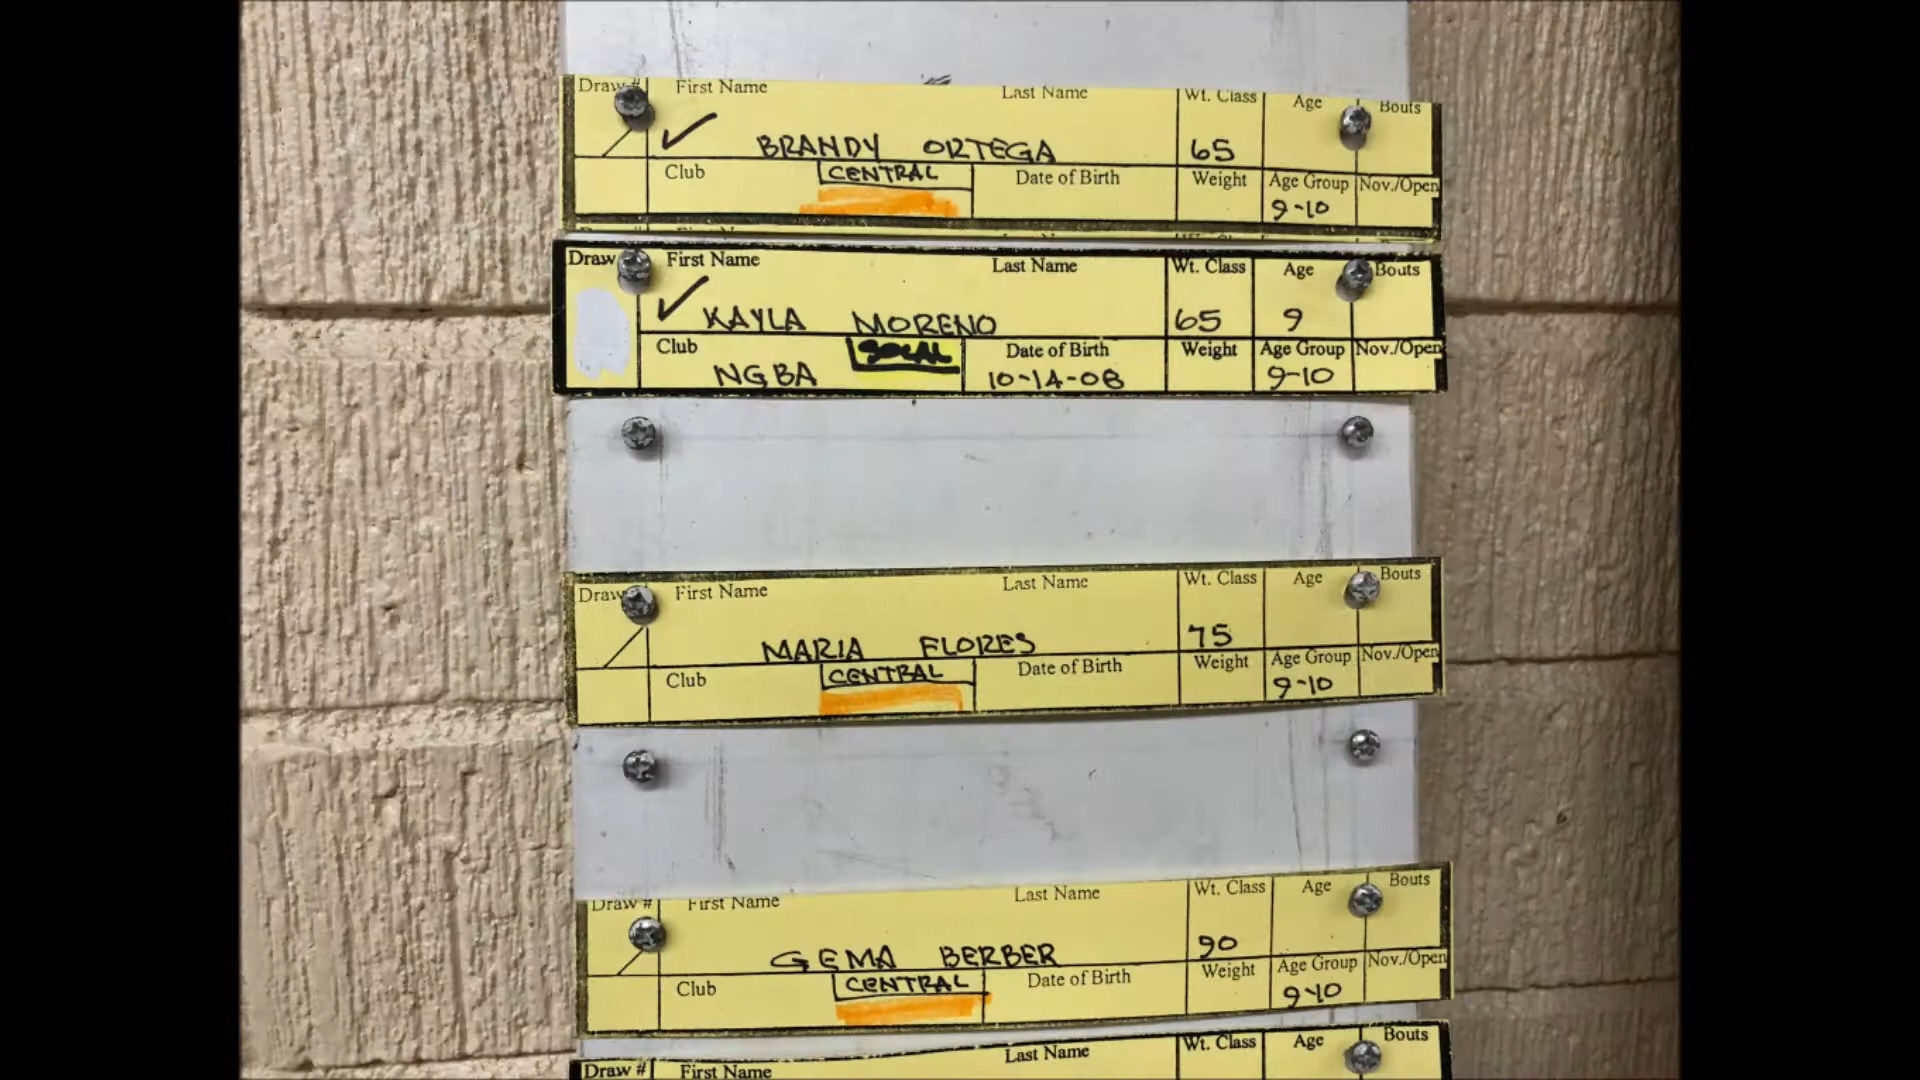 Draw # First Name Last Name Wt. Class Age Bouts
BRANDY ORTEGA 65
Club CENTRAL Date of Birth Weight Age Group Nov./Open
9-10
Draw First Name Last Name Wt. Class Age Bouts
KAYLA MORENO 65 9
Club SOCAL Date of Birth Weight Age Group Nov./Open
NGBA 10-14-08 9-10
Draw First Name Last Name Wt. Class Age Bouts
MARIA FLORES 75
Club CENTRAL Date of Birth Weight Age Group Nov./Open
9-10
Draw # First Name Last Name Wt. Class Age Bouts
GEMA BERBER 90
Club CENTRAL Date of Birth Weight Age Group Nov./Open
9-10
Draw # First Name Last Name Wt. Class Age Bouts